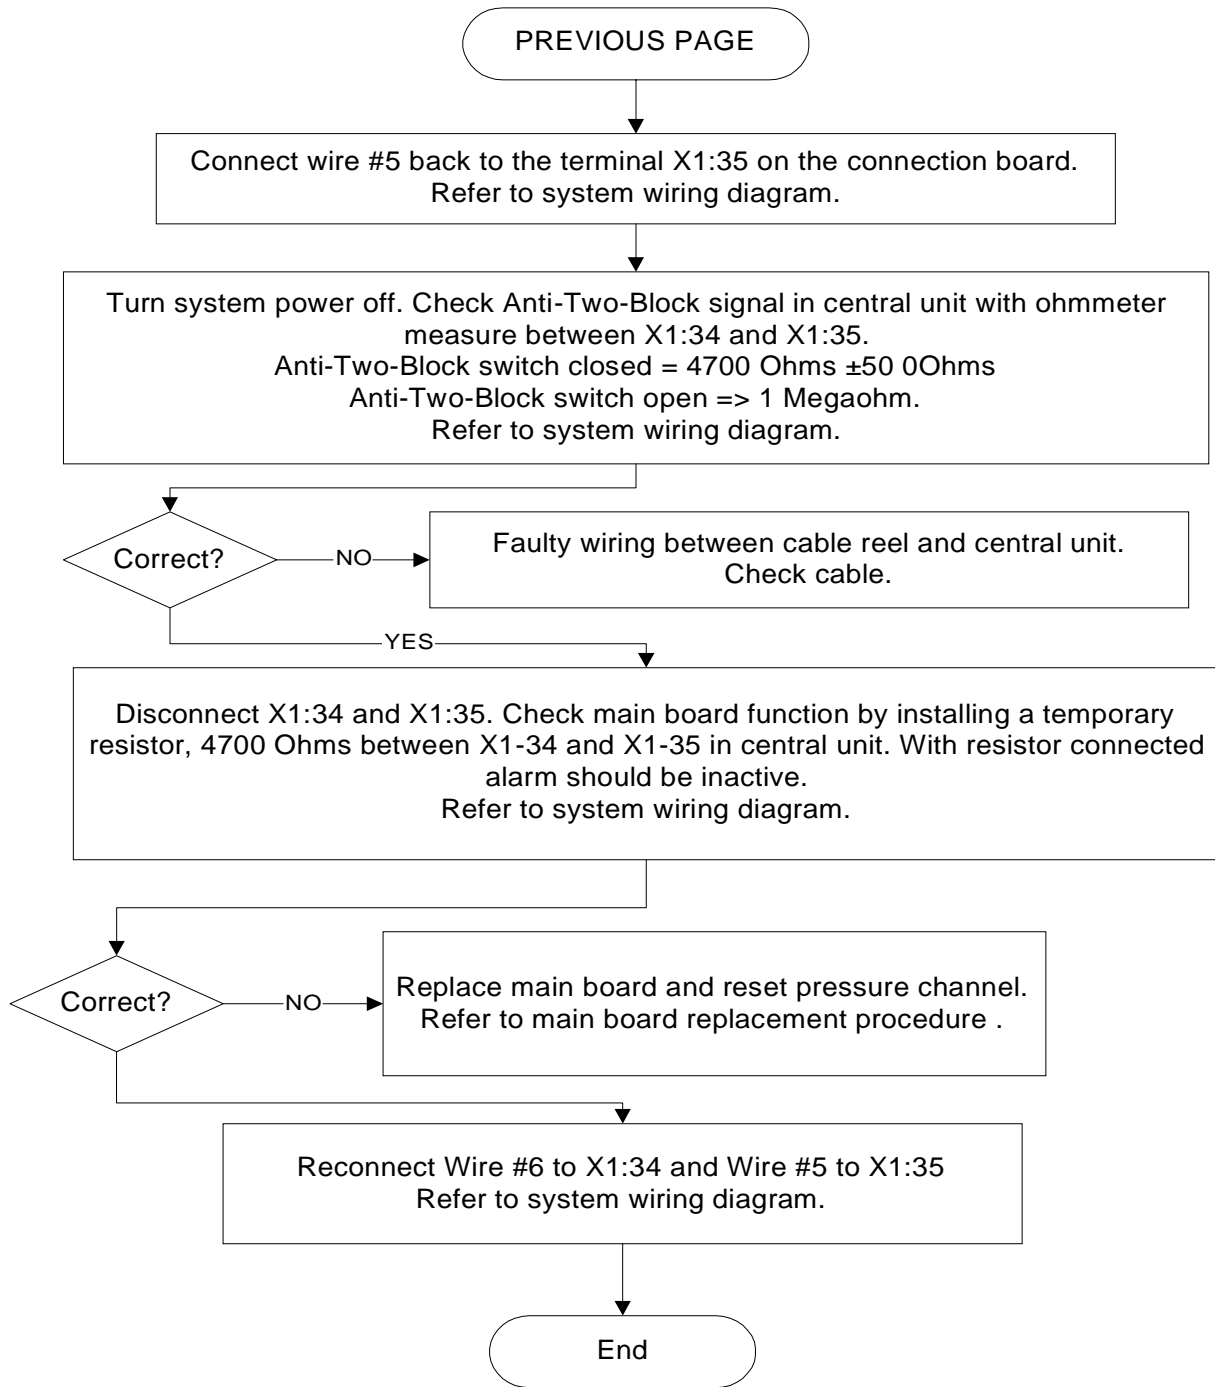 PREVIOUS PAGE
Connect wire #5 back to the terminal X1:35 on the connection board.
Refer to system wiring diagram.
Turn system power off. Check Anti-Two-Block signal in central unit with ohmmeter
measure between X1:34 and X1:35.
Anti-Two-Block switch closed = 4700 Ohms ±50 0Ohms
Anti-Two-Block switch open => 1 Megaohm.
Refer to system wiring diagram.
Correct?
NO
Faulty wiring between cable reel and central unit.
Check cable.
YES
Disconnect X1:34 and X1:35. Check main board function by installing a temporary
resistor, 4700 Ohms between X1-34 and X1-35 in central unit. With resistor connected
alarm should be inactive.
Refer to system wiring diagram.
Correct?
NO
Replace main board and reset pressure channel.
Refer to main board replacement procedure .
Reconnect Wire #6 to X1:34 and Wire #5 to X1:35
Refer to system wiring diagram.
End